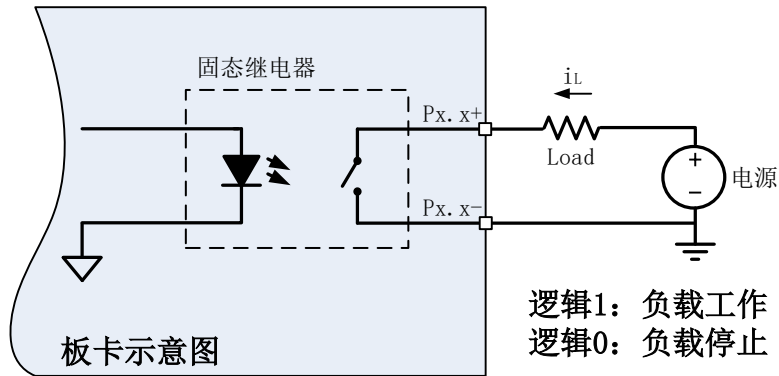 固态继电器
iL
Px.x+
Load
+
电源
-
Px.x-
逻辑1：负载工作
逻辑0：负载停止
板卡示意图